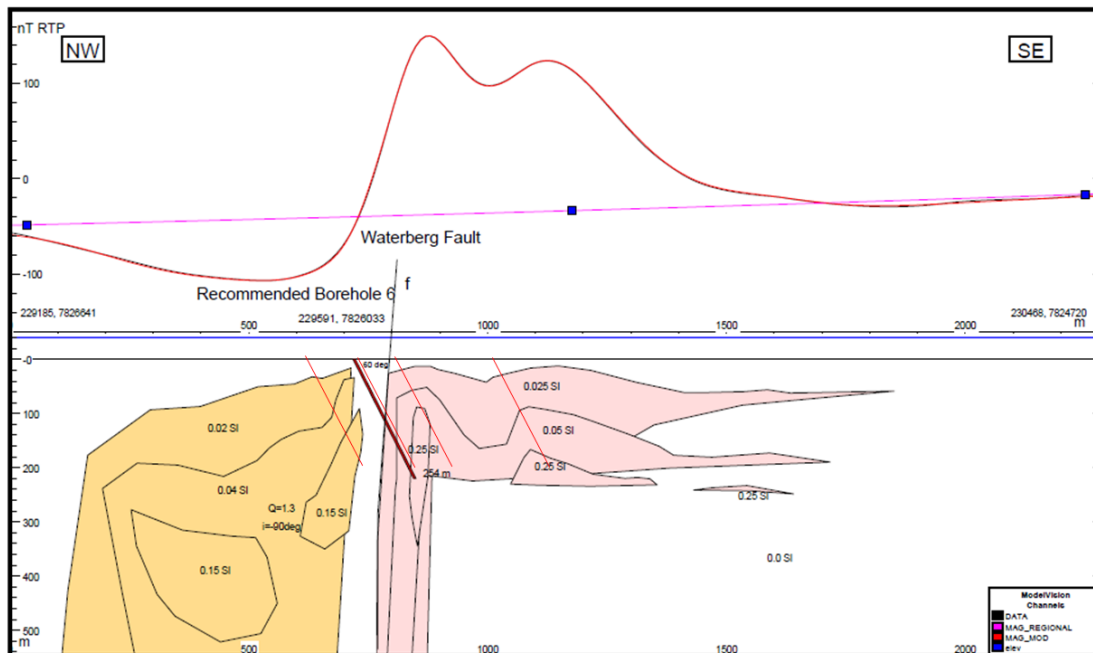 nT RTP
NW
SE
100
0
-100
Waterberg Fault
f
Recommended Borehole 6
229185, 7826641
500
229591, 7826033
1000
1500
2000
230468, 7824720
m
-0
60 deg
0.025 SI
100
0.02 SI
0.05 SI
0.25 SI
200
254 m
0.25 SI
0.04 SI
0.25 SI
Q=1.3
0.15 SI
300
i=-90deg
0.0 SI
0.15 SI
400
500
m
500
1000
1500
2000
ModelVision
Channels
DATA
MAG_REGIONAL
MAG_MOD
elev